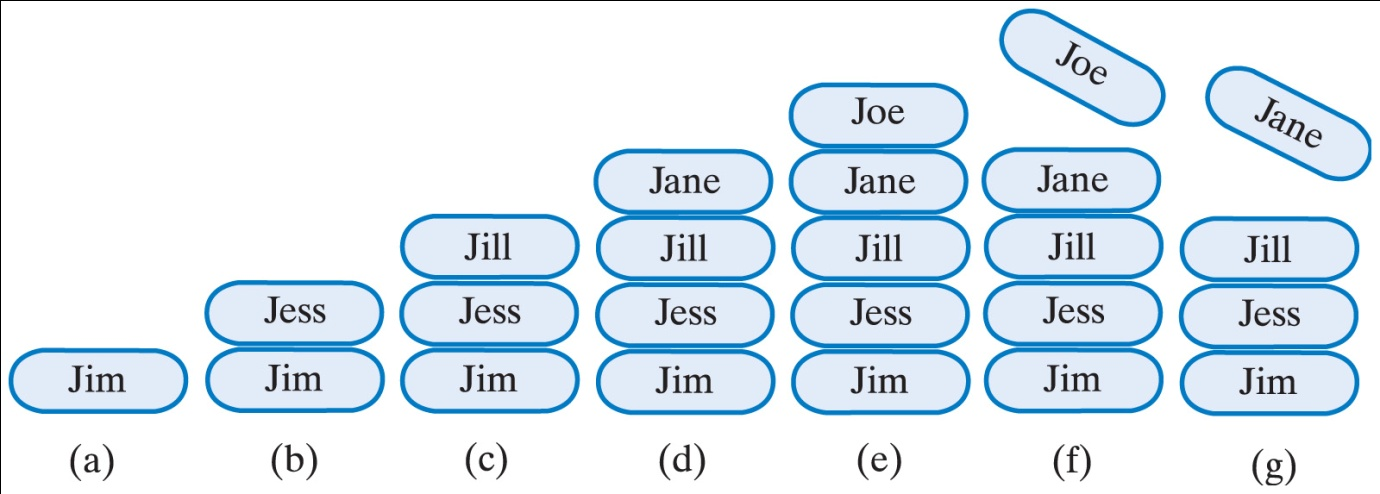 Jim
(a)
Jess
Jim
(b)
Jill
Jess
Jim
(c)
Jane
Jill
Jess
Jim
(d)
Joe
Jane
Jill
Jess
Jim
(e)
Joe
Jane
Jill
Jess
Jim
(f)
Jane
Jill
Jess
Jim
(g)